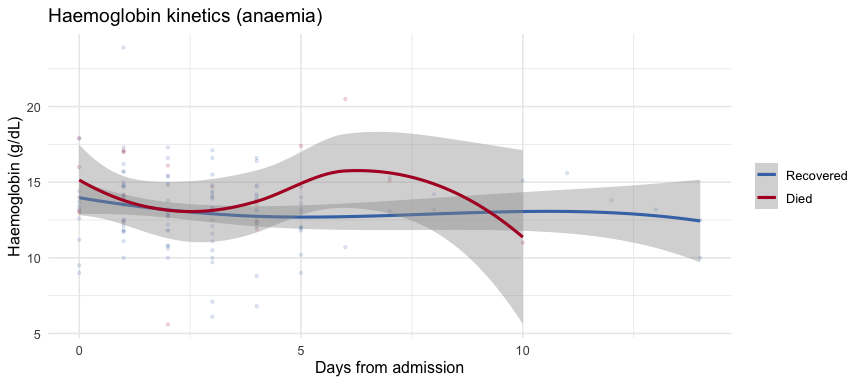 Haemoglobin kinetics (anaemia)
Haemoglobin (g/dL)
20
15
10
5
0
5
10
Days from admission
Recovered
Died